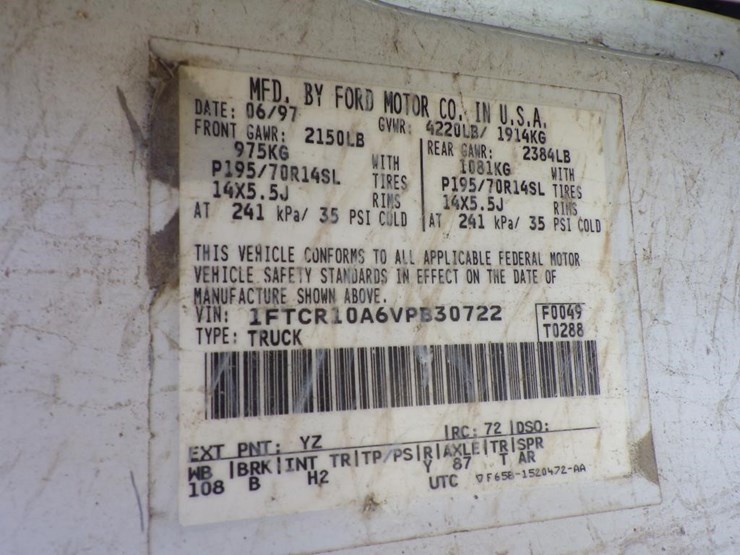 MFD. BY FORD MOTOR CO. IN U.S.A.
DATE: 06/97 GVWR: 4220LB/ 1914KG
FRONT GAWR: 2150LB REAR GAWR: 2384LB
975KG WITH 1081KG WITH
P195/70R14SL TIRES P195/70R14SL TIRES
14X5.5J RIMS 14X5.5J RIMS
AT 241 kPa/ 35 PSI COLD AT 241 kPa/ 35 PSI COLD
THIS VEHICLE CONFORMS TO ALL APPLICABLE FEDERAL MOTOR
VEHICLE SAFETY STANDARDS IN EFFECT ON THE DATE OF
MANUFACTURE SHOWN ABOVE.
VIN: 1FTCR10A6VPB30722 F0049
TYPE: TRUCK T0288
EXT PNT: YZ RC: 72 DSO:
WB |BRK|INT TR|TP/PS|R|AXLE|TR|SPR
108 B H2 Y 87 T AR
UTC F65B-1520472-AA